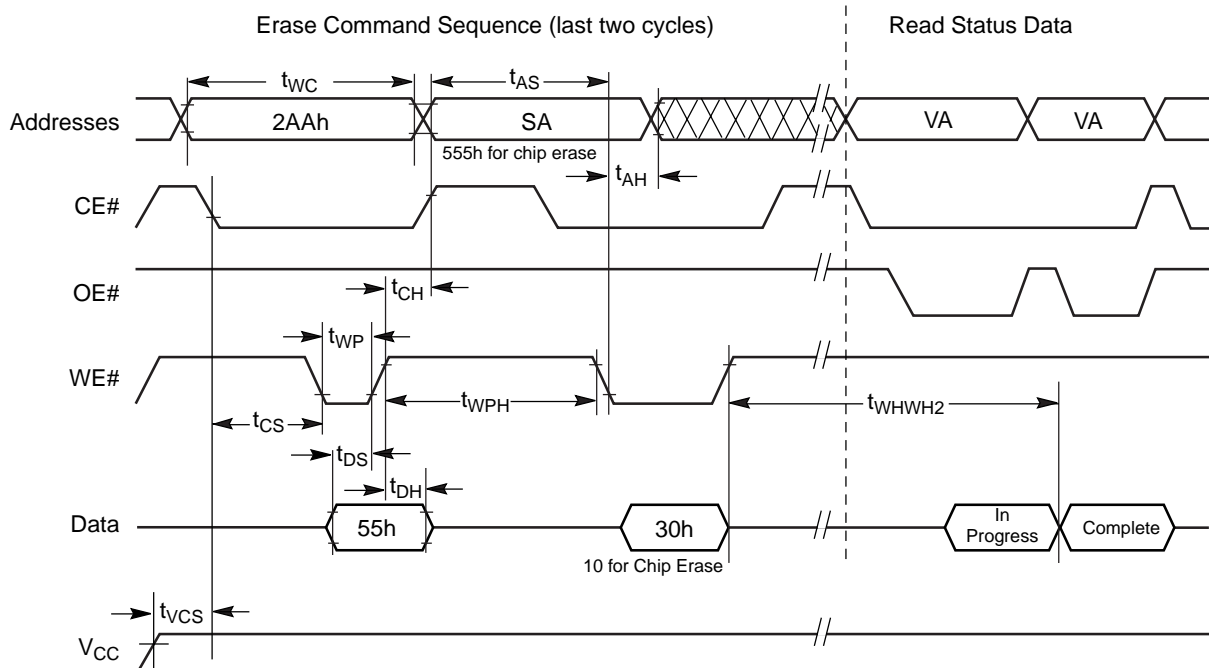 Erase Command Sequence (last two cycles)
Read Status Data
tWC
tAS
Addresses
2AAh
SA
VA
VA
555h for chip erase
tAH
CE#
OE#
tCH
tWP
WE#
tWPH
tWHWH2
tCS
tDS
tDH
Data
55h
30h
In
Progress
Complete
10 for Chip Erase
tVCS
VCC